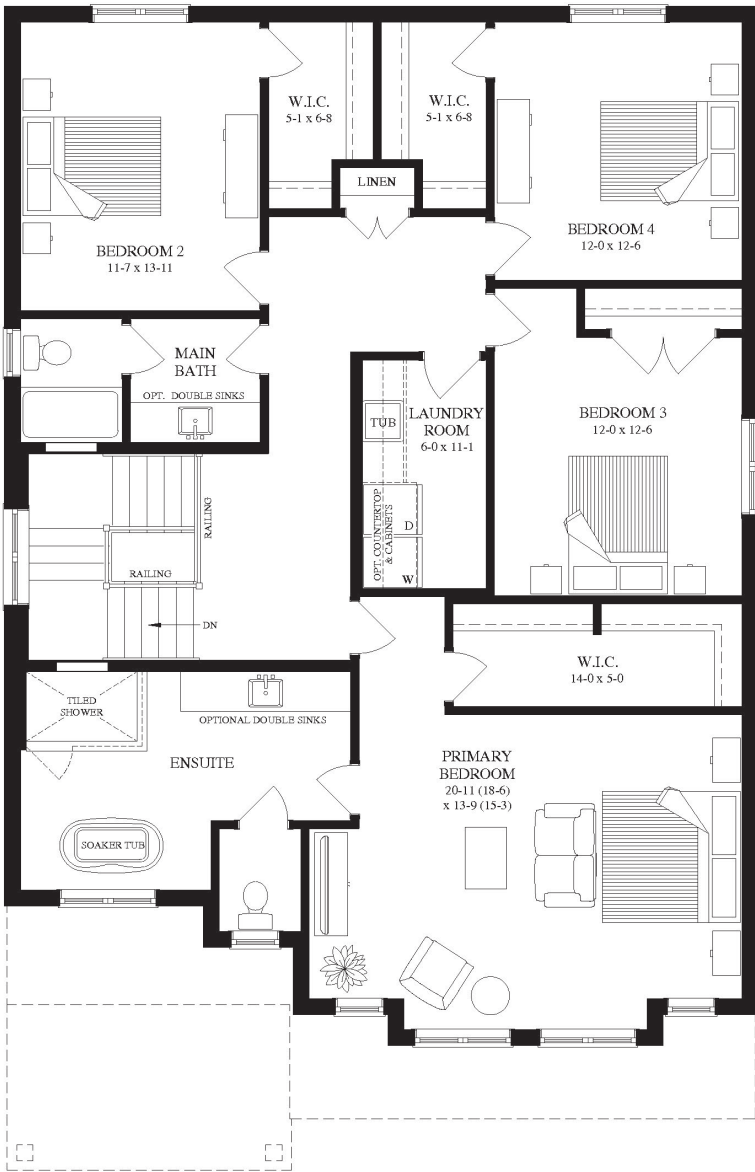 W.I.C.
5-1 x 6-8
W.I.C.
5-1 x 6-8
LINEN
BEDROOM 2
11-7 x 13-11
BEDROOM 4
12-0 x 12-6
MAIN
BATH
OPT. DOUBLE SINKS
TUB
LAUNDRY
ROOM
6-0 x 11-1
BEDROOM 3
12-0 x 12-6
RAILING
RAILING
OPT. COUNTERTOP
& CABINETS
D
W
DN
W.I.C.
14-0 x 5-0
TILED
SHOWER
OPTIONAL DOUBLE SINKS
ENSUITE
PRIMARY
BEDROOM
20-11 (18-6)
x 13-9 (15-3)
SOAKER TUB